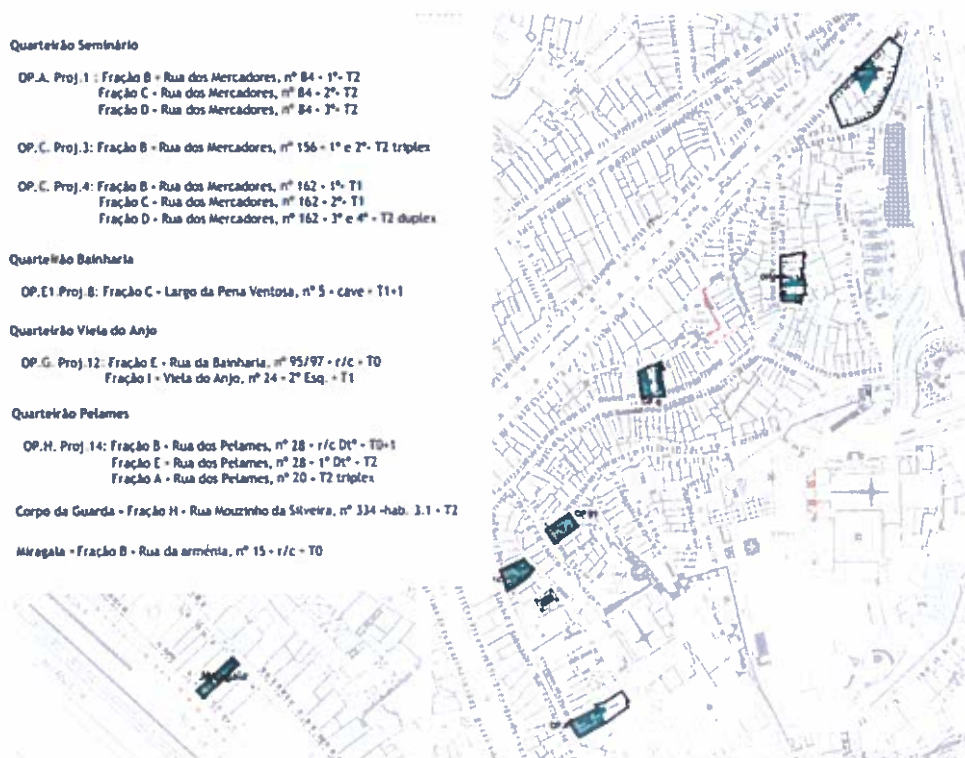 Quarteirão Seminário
OP.A. Proj.1 : Fração B - Rua dos Mercadores, nº 84 - 1º- T2
Fração C - Rua dos Mercadores, nº 84 - 2º- T2
Fração D - Rua dos Mercadores, nº 84 - 3º- T2
OP.C. Proj.3: Fração B - Rua dos Mercadores, nº 156 - 1º e 2º- T2 triplex
OP.C. Proj.4: Fração B - Rua dos Mercadores, nº 162 - 1º- T1
Fração C - Rua dos Mercadores, nº 162 - 2º- T1
Fração D - Rua dos Mercadores, nº 162 - 3º e 4º - T2 duplex
Quarteirão Bainharia
OP.E1.Proj.8: Fração C - Largo da Pena Ventosa, nº 5 - cave - T1+1
Quarteirão Viela do Anjo
OP.G. Proj.12: Fração E - Rua da Bainharia, nº 95/97 - r/c - T0
Fração I - Viela do Anjo, nº 24 - 2º Esq. - T1
Quarteirão Pelames
OP.H. Proj.14: Fração B - Rua dos Pelames, nº 28 - r/c Dtº - T0+1
Fração E - Rua dos Pelames, nº 28 - 1º Dtº - T2
Fração A - Rua dos Pelames, nº 20 - T2 triplex
Corpo da Guarda - Fração H - Rua Mouzinho da Silveira, nº 334 -hab. 3.1 - T2
Miragaia - Fração B - Rua da arménia, nº 15 - r/c - T0